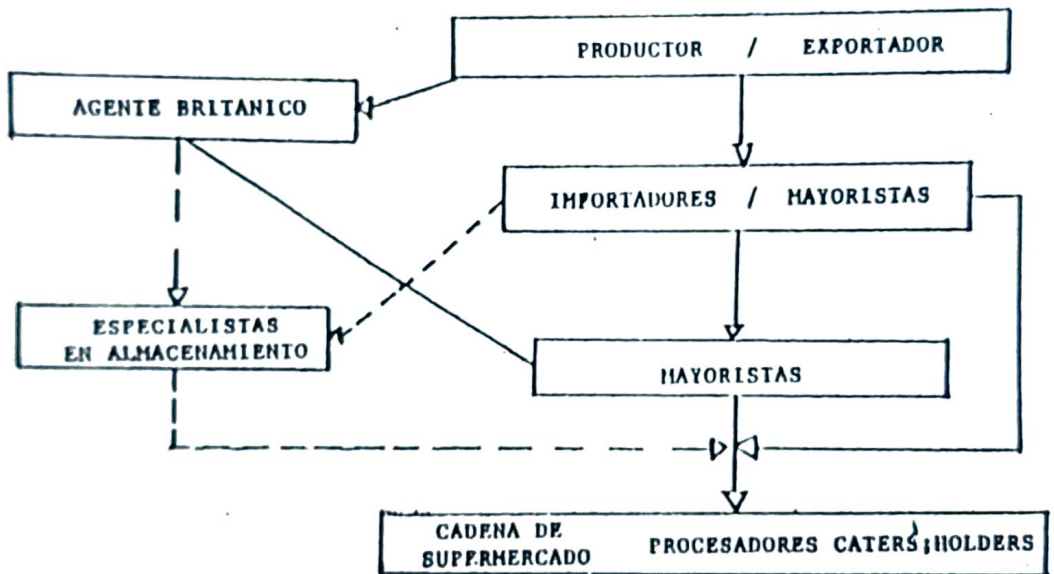 PRODUCTOR / EXPORTADOR
AGENTE BRITANICO
IMPORTADORES / MAYORISTAS
ESPECIALISTAS
EN ALMACENAMIENTO
MAYORISTAS
CADENA DE
SUPERMERCADO
PROCESADORES CATERS;HOLDERS